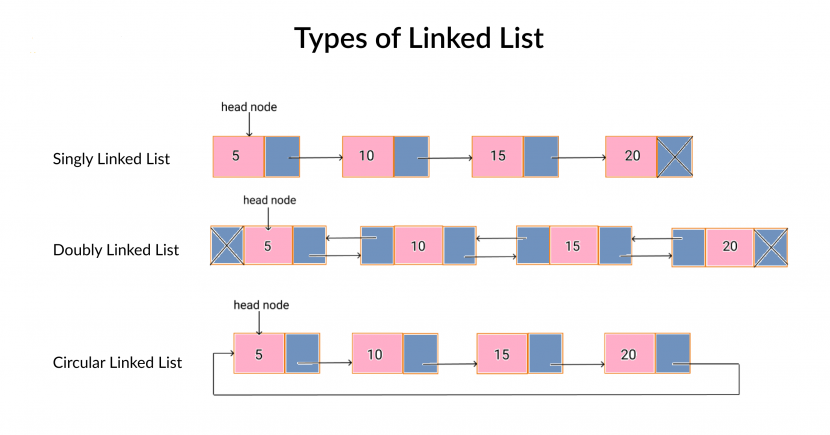 Types of Linked List
head node
Singly Linked List
5
10
15
20
head node
Doubly Linked List
5
10
15
20
head node
Circular Linked List
5
10
15
20